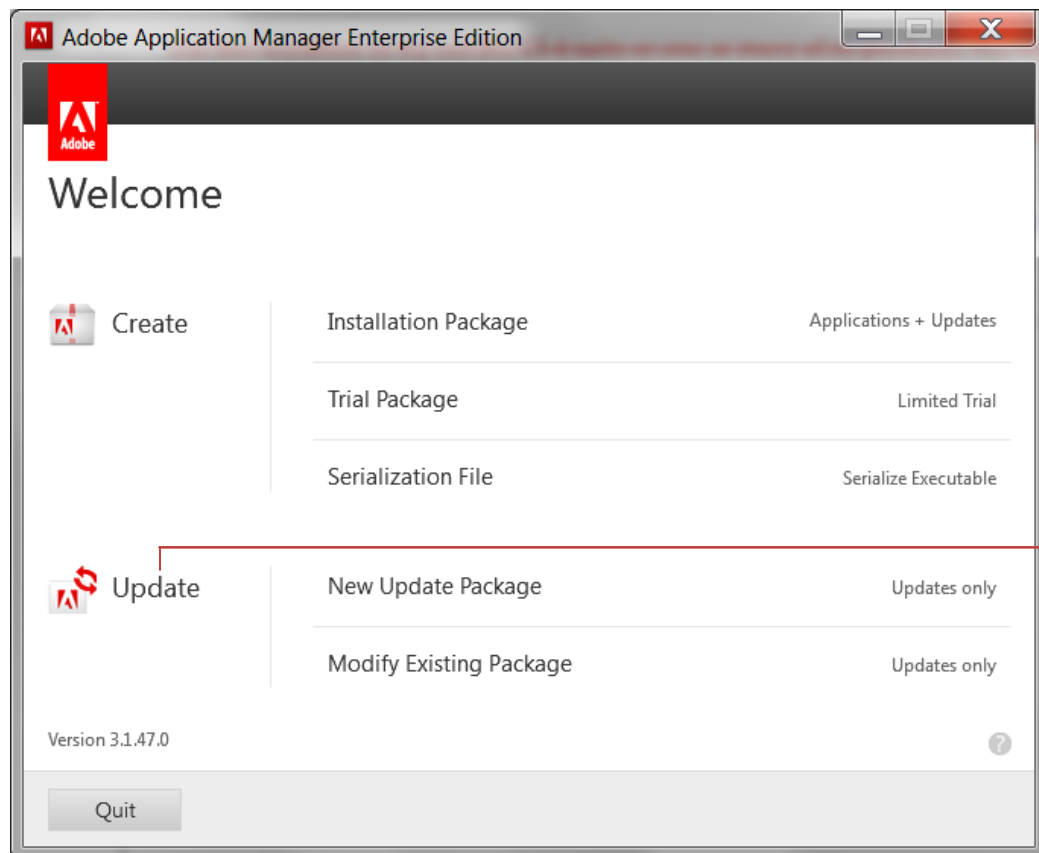 Adobe Application Manager Enterprise Edition
Adobe
Welcome
Create
Installation Package
Applications + Updates
Trial Package
Limited Trial
Serialization File
Serialize Executable
Update
New Update Package
Updates only
Modify Existing Package
Updates only
Version 3.1.47.0
?
Quit